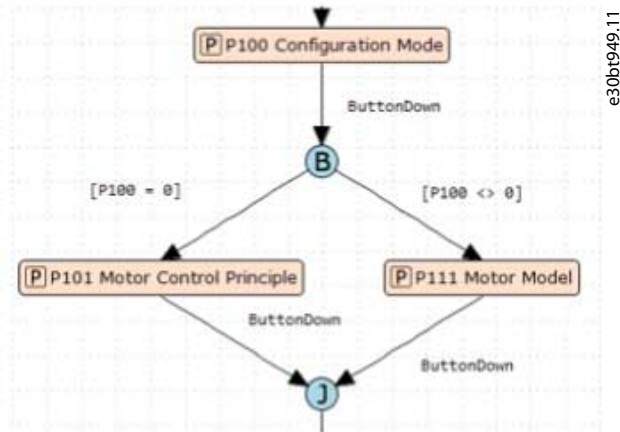 P P100 Configuration Mode
ButtonDown
B
[P100 = 0]
[P100 <> 0]
P P101 Motor Control Principle
P P111 Motor Model
ButtonDown
ButtonDown
J
e30bt949.11